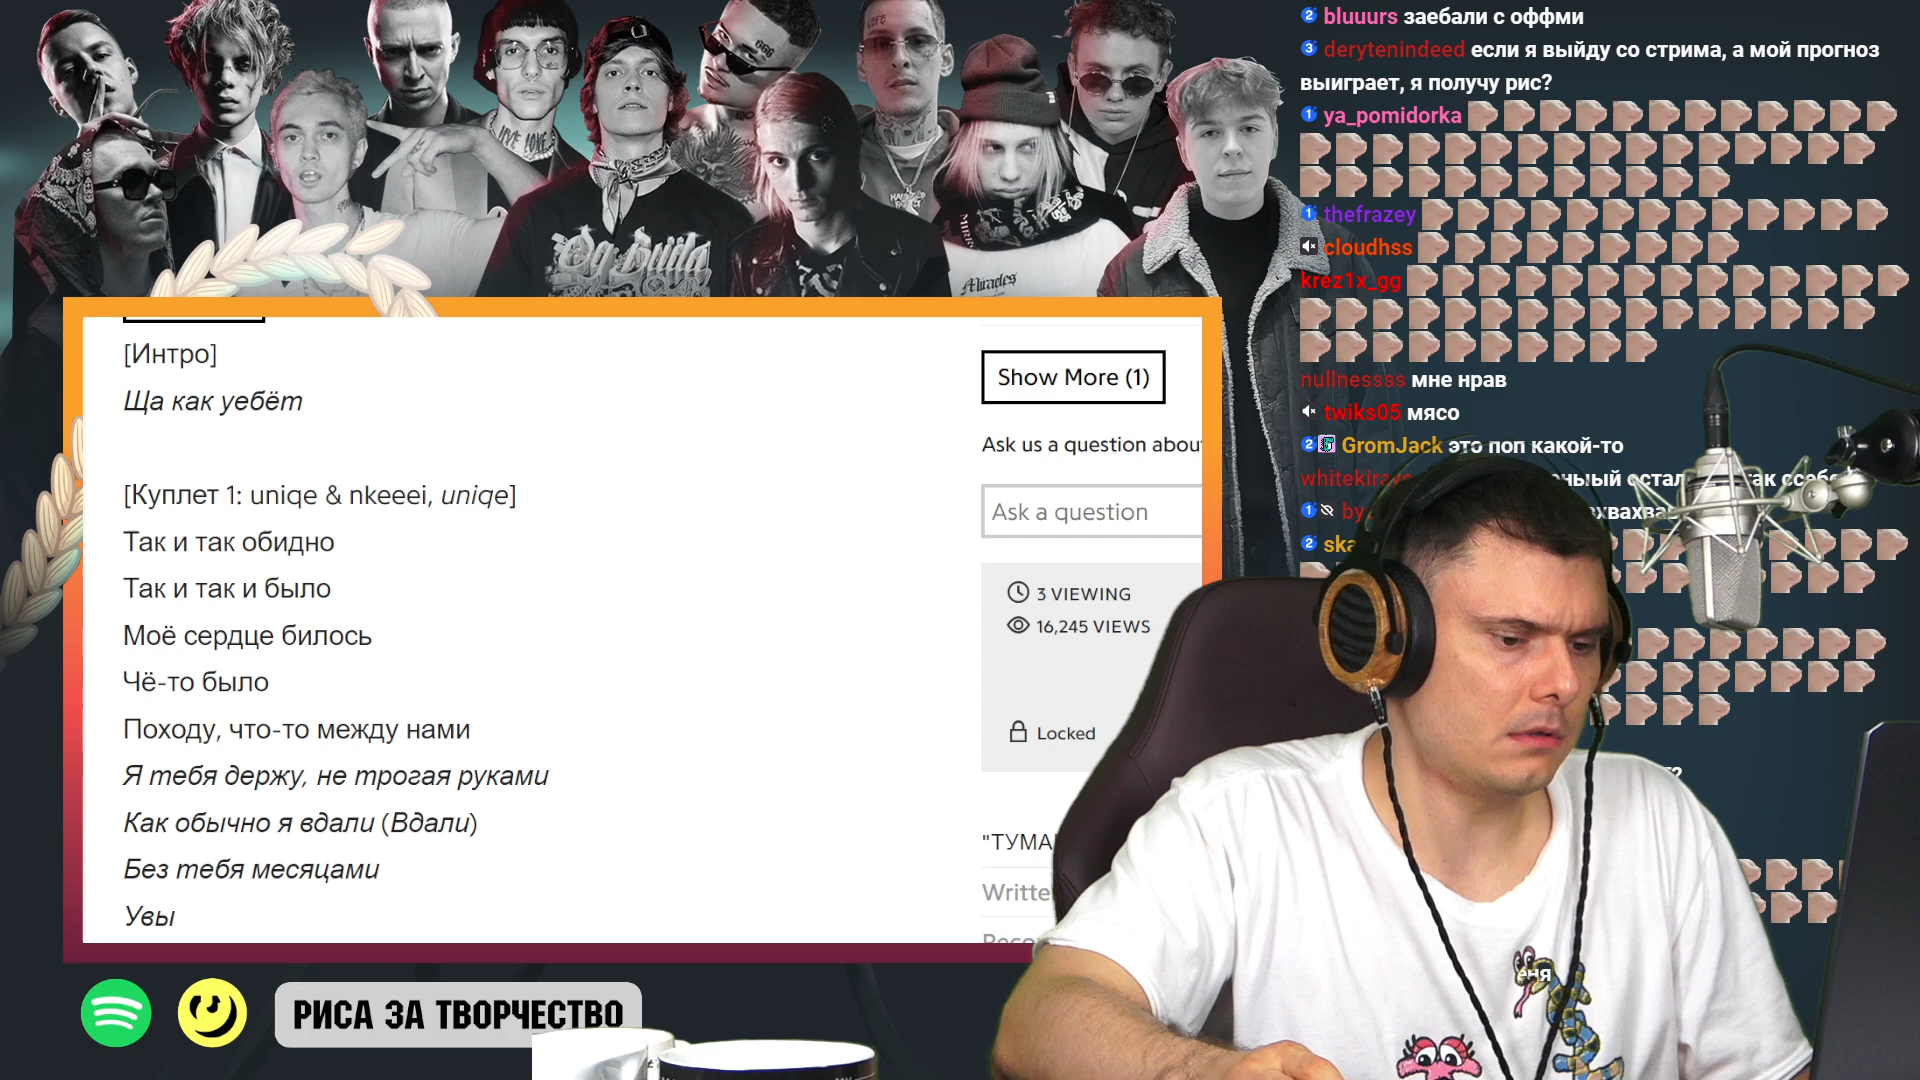 [Интро]
Ща как уебёт
[Куплет 1: uniqe & nkeeei, uniqe]
Так и так обидно
Так и так и было
Моё сердце билось
Чё-то было
Походу, что-то между нами
Я тебя держу, не трогая руками
Как обычно я вдали (Вдали)
Без тебя месяцами
Увы
Show More (1)
Ask us a question
Ask a question
3 VIEWING
16,245 VIEWS
Locked
РИСА ЗА ТВОРЧЕСТВО
bluuurs заебали с оффми
derytenindeed если я выйду со стрима, а мой прогноз
выиграет, я получу рис?
ya_pomidorka
thefrazey
cloudhss
krez1x_gg
nullnessss мне нрав
twiks05 мясо
GromJack это поп какой-то
666
Miracles